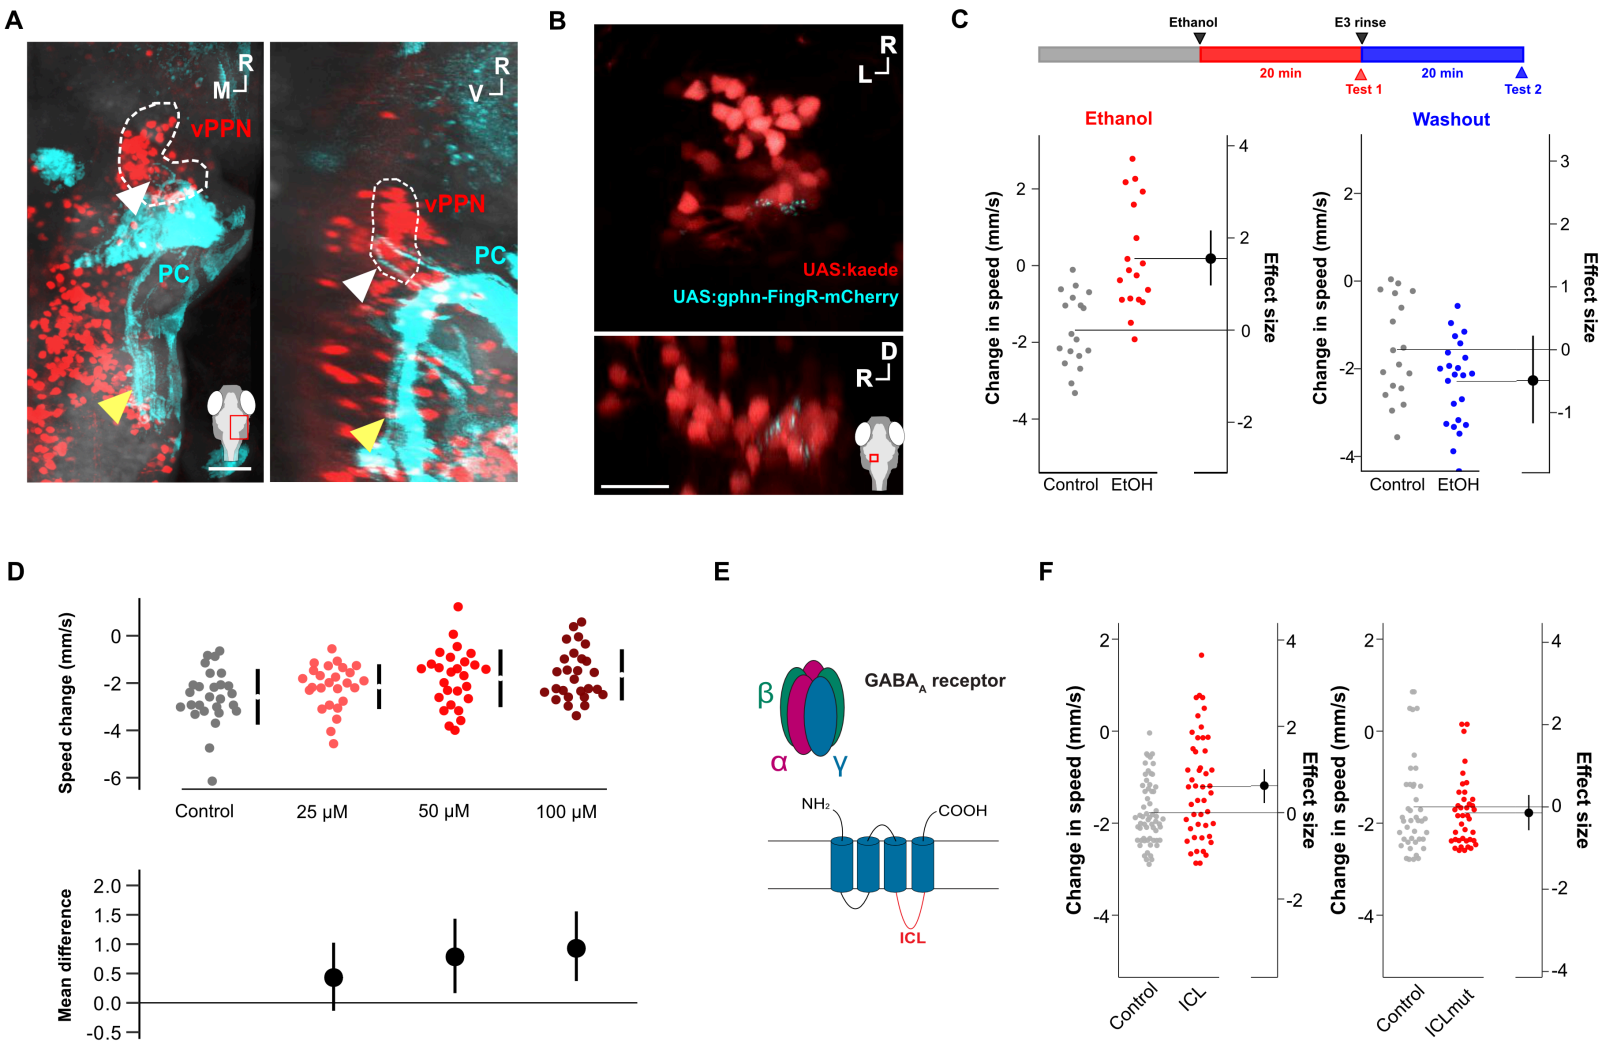 A
R
M
vPPN
PC
R
V
vPPN
PC
B
R
L
UAS:kaede
UAS:gphn-FingR-mCherry
D
R
C
Ethanol
E3 rinse
20 min
20 min
Test 1
Test 2
Ethanol
Change in speed (mm/s)
2
0
-2
-4
Control
EtOH
4
2
0
-2
Effect size
Washout
Change in speed (mm/s)
2
0
-2
-4
Control
EtOH
3
2
1
0
-1
Effect size
D
Speed change (mm/s)
0
-2
-4
-6
Control
25 µM
50 µM
100 µM
Mean difference
2.0
1.5
1.0
0.5
0.0
-0.5
E
β
α
γ
GABAA receptor
NH2
COOH
ICL
F
Change in speed (mm/s)
2
0
-2
-4
Control
ICL
4
2
0
-2
Effect size
Change in speed (mm/s)
2
0
-2
-4
Control
ICLmut
4
2
0
-2
-4
Effect size